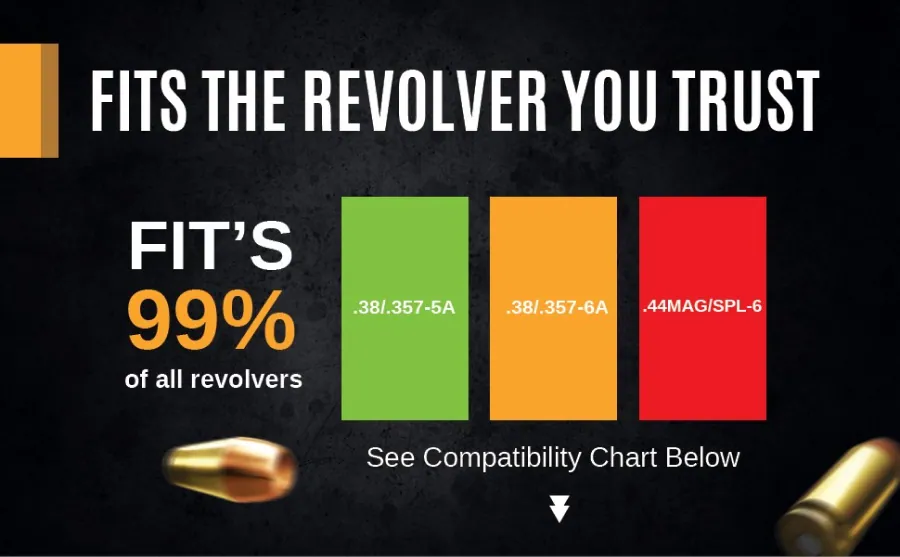 FITS THE REVOLVER YOU TRUST
FIT’S
99%
of all revolvers
.38/.357-5A
.38/.357-6A
.44MAG/SPL-6
See Compatibility Chart Below